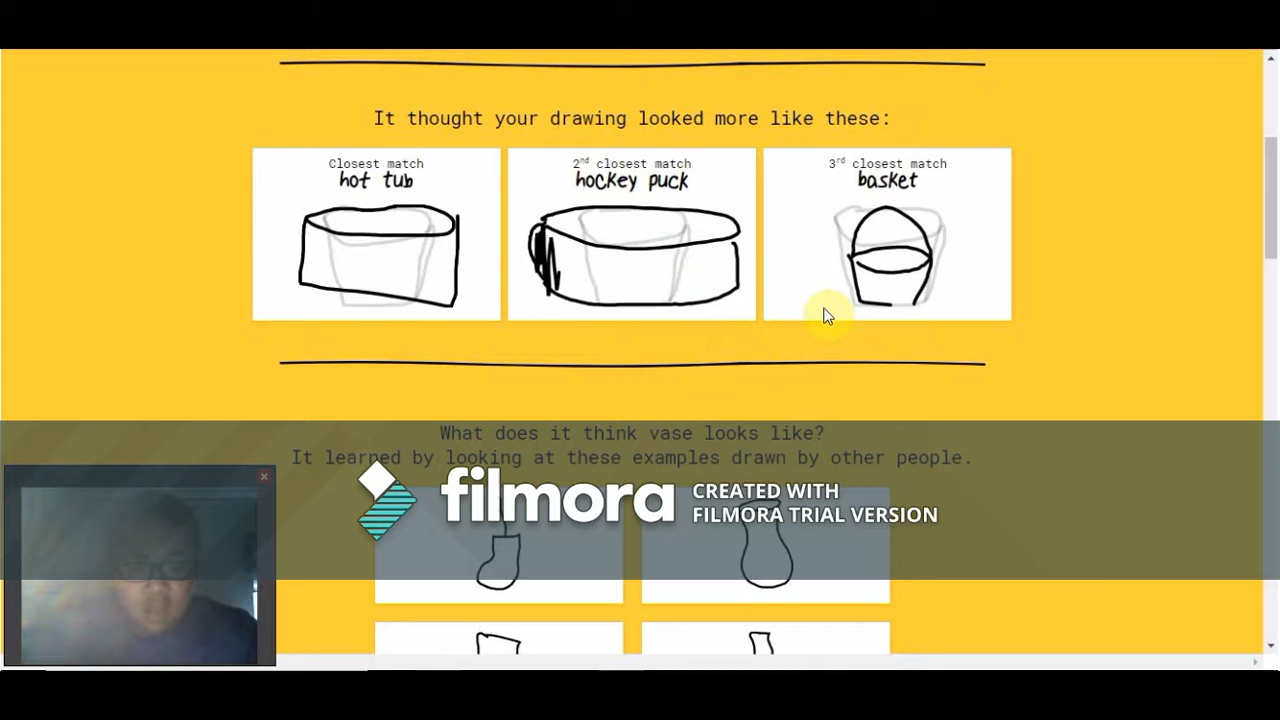 It thought your drawing looked more like these:
Closest match
hot tub
2nd closest match
hockey puck
3rd closest match
basket
What does it think vase looks like?
It learned by looking at these examples drawn by other people.
filmora
CREATED WITH
FILMORA TRIAL VERSION